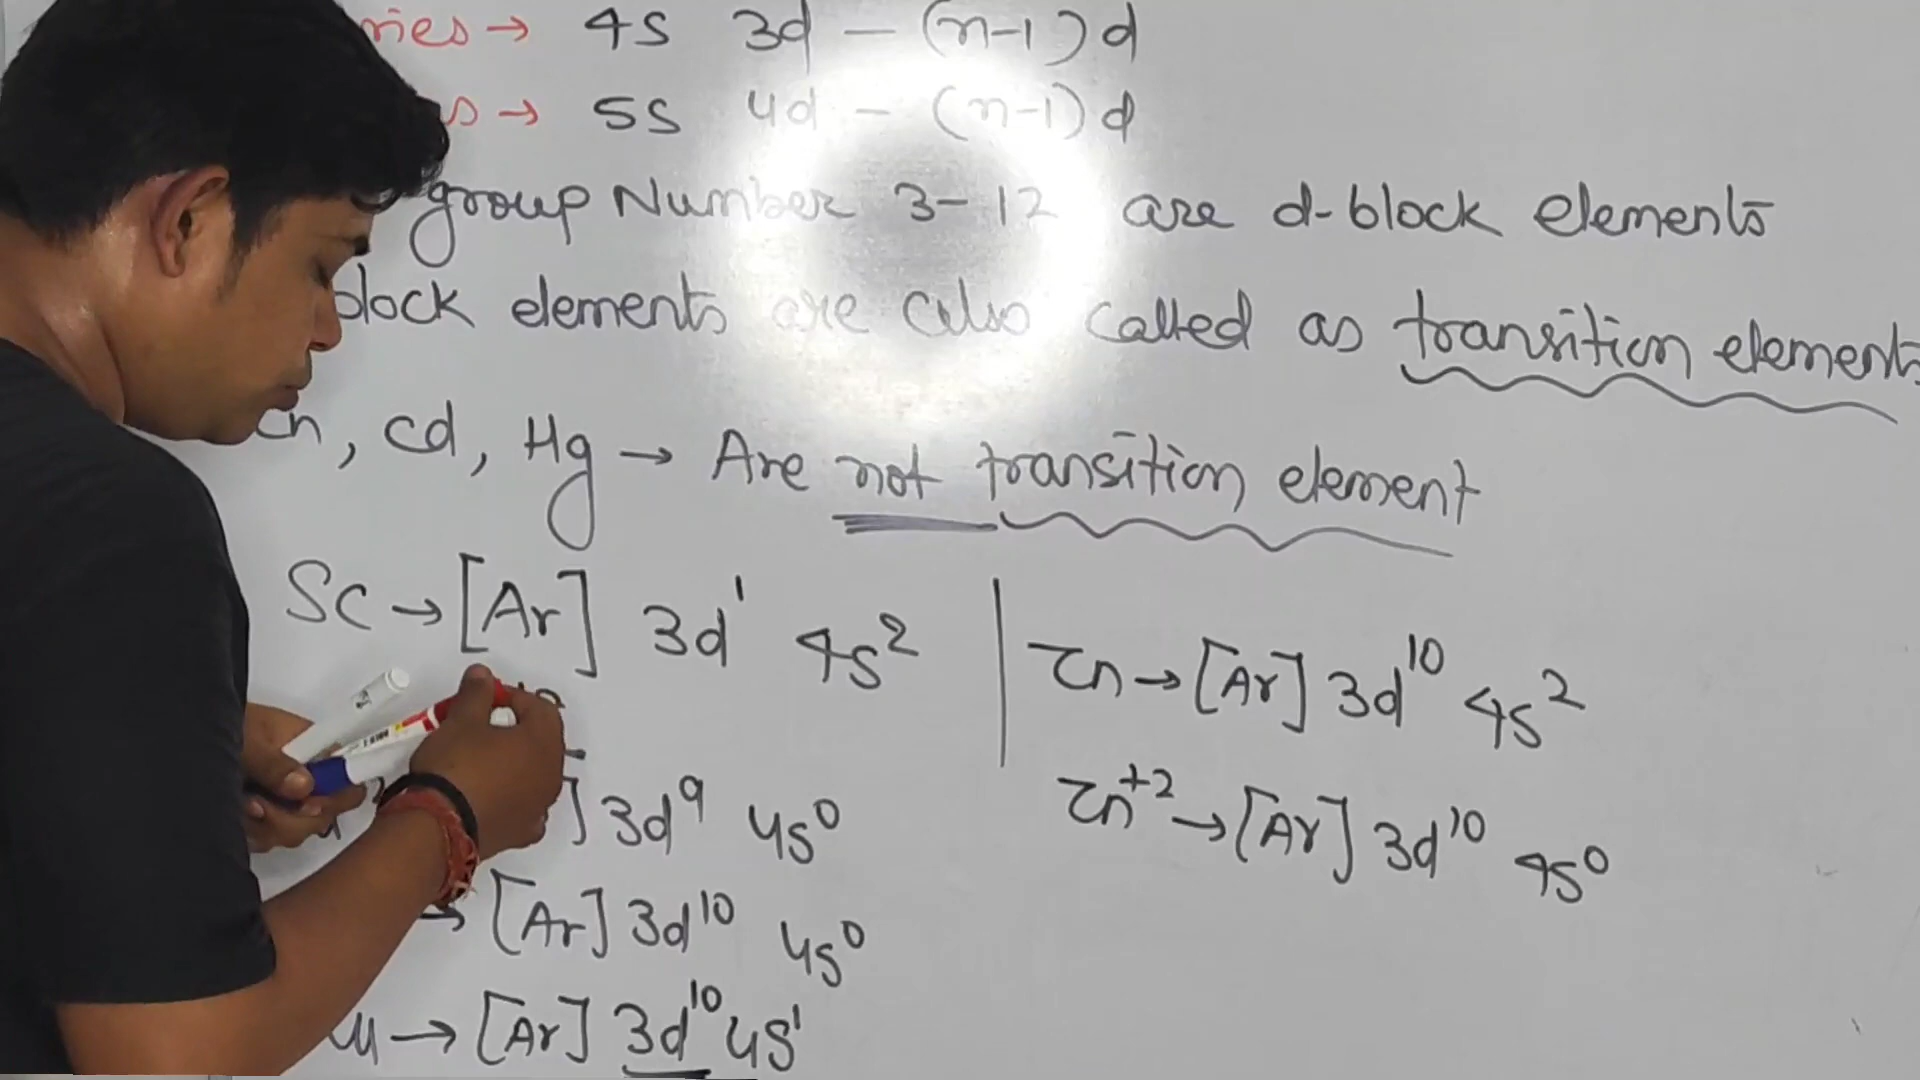 ries → 4s 3d – (n-1) d
s → 5s 4d – (n-1) d
group Number 3-12 are d-block elements
block elements are also called as transition elements
Zn, Cd, Hg → Are not transition element
Sc → [Ar] 3d¹ 4s²
Zn → [Ar] 3d¹⁰ 4s²
] 3d⁹ 4s⁰
Zn⁺² → [Ar] 3d¹⁰ 4s⁰
→ [Ar] 3d¹⁰ 4s⁰
u → [Ar] 3d¹⁰ 4s¹